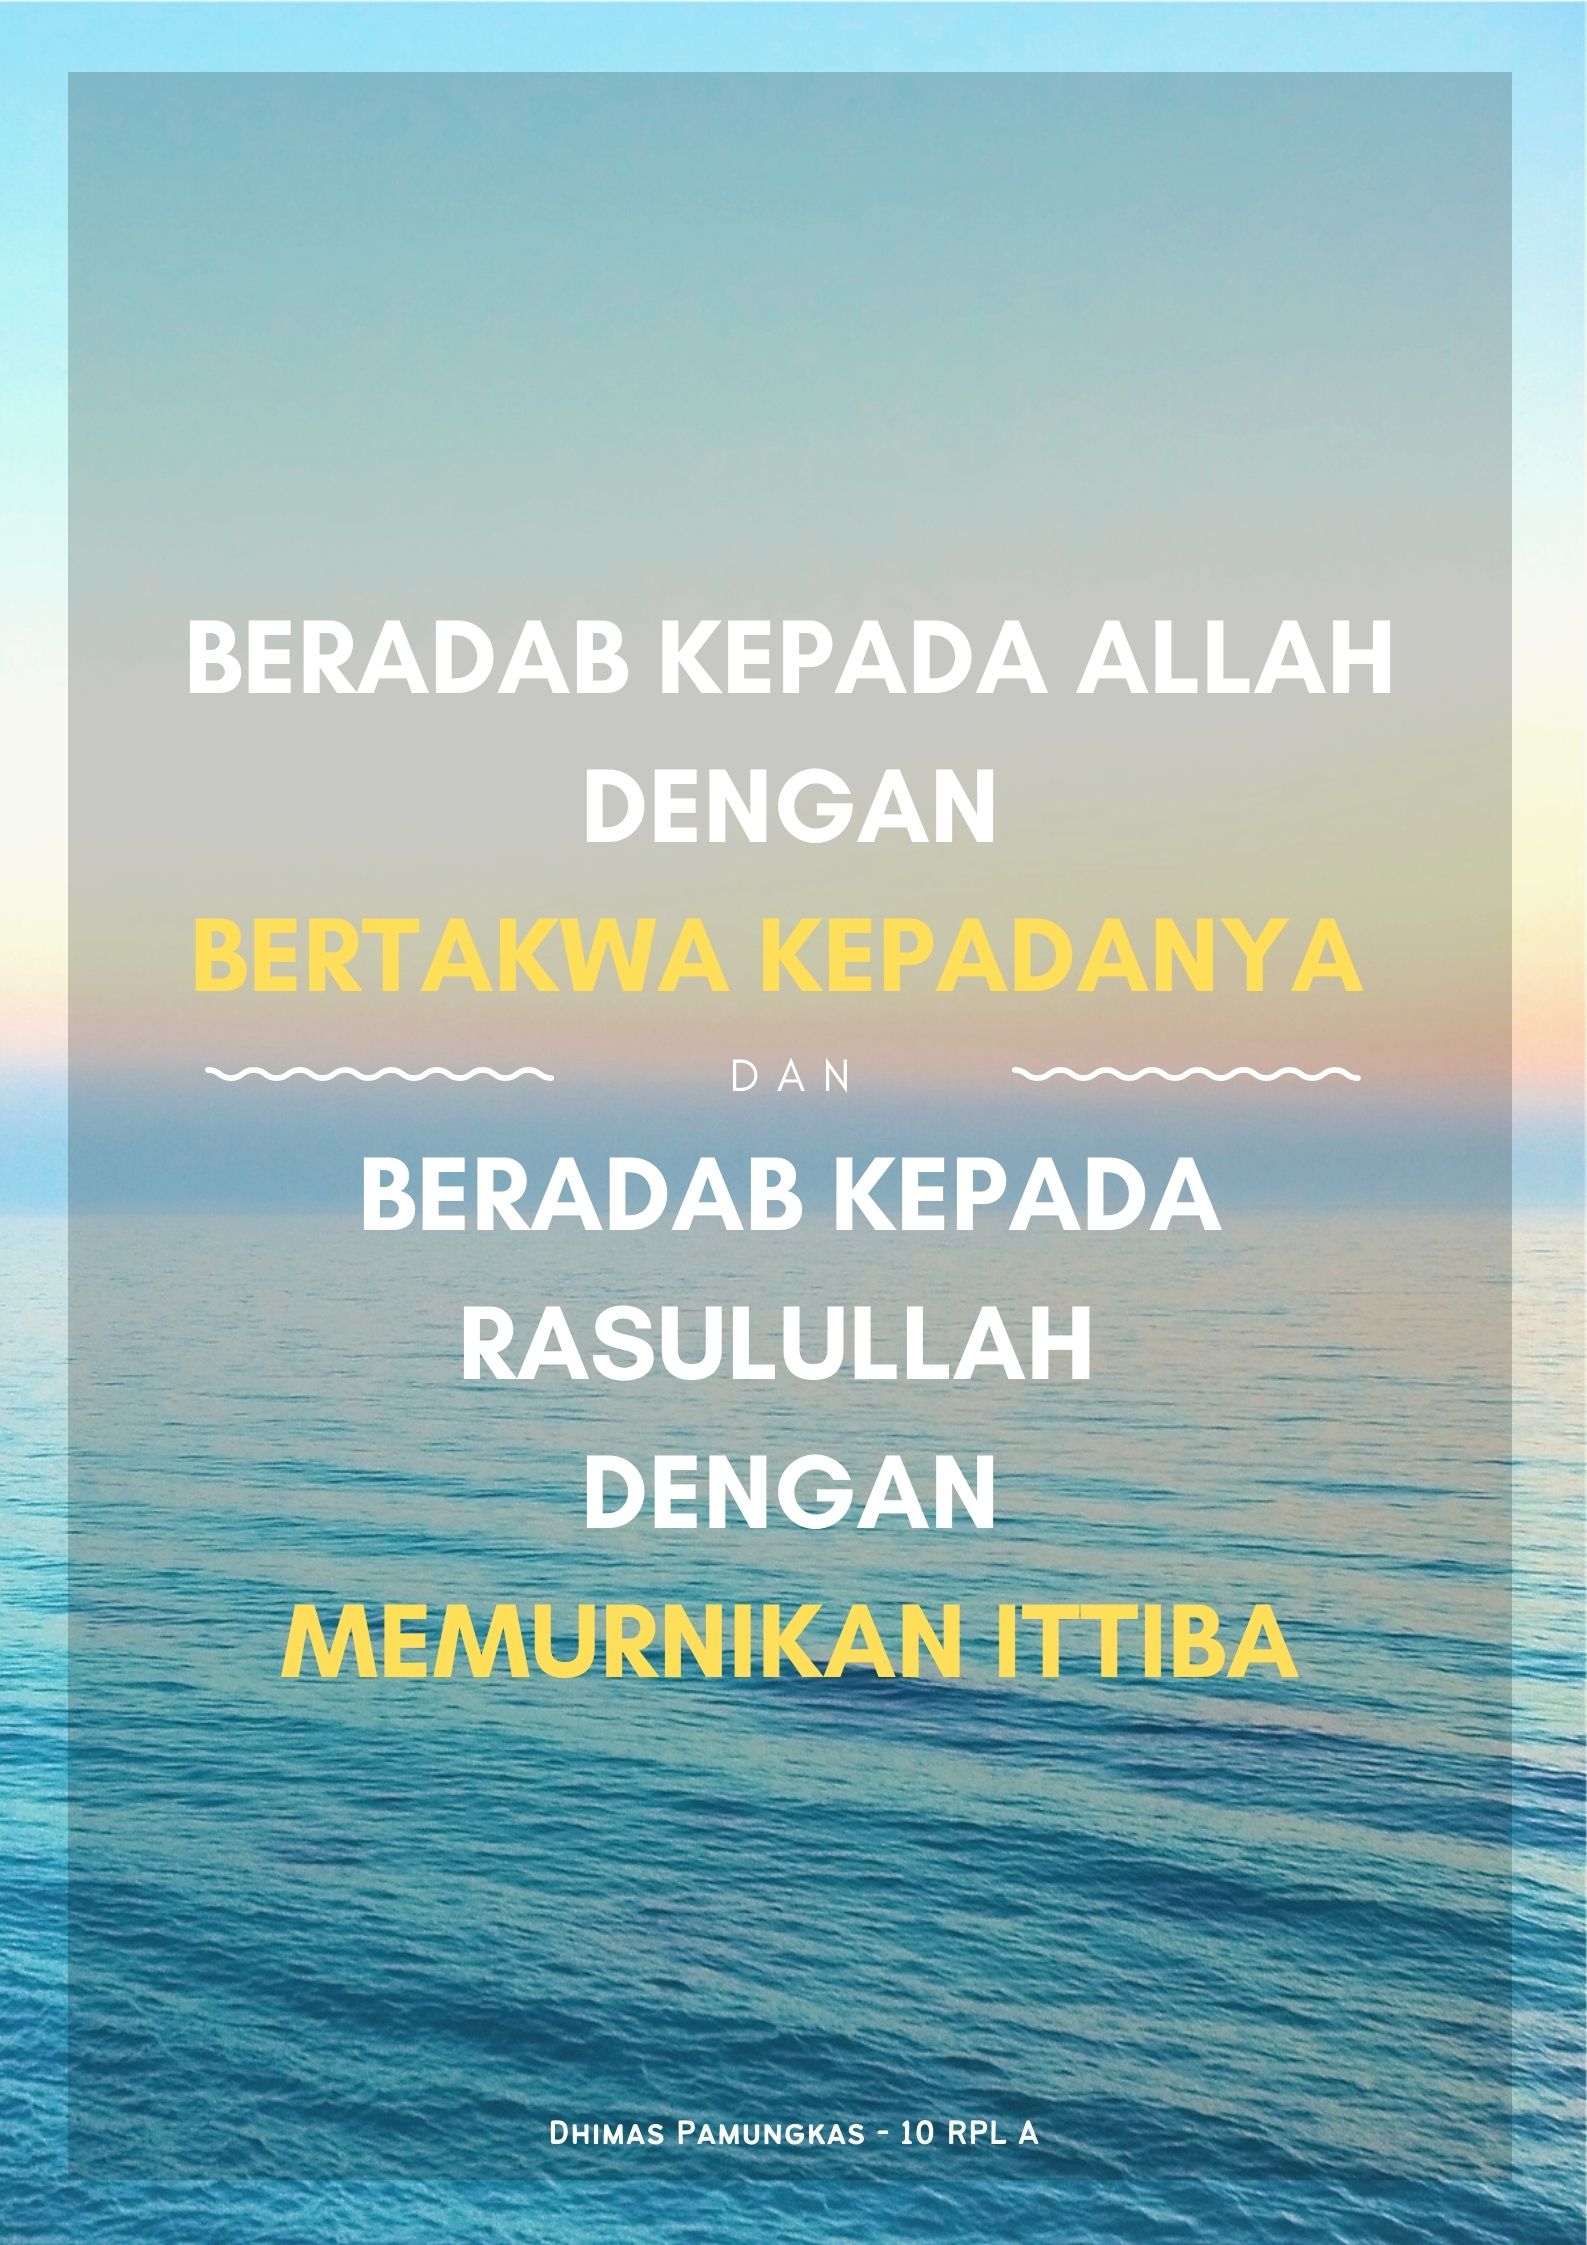 BERADAB KEPADA ALLAH
DENGAN
BERTAKWA KEPADANYA
DAN
BERADAB KEPADA
RASULULLAH
DENGAN
MEMURNIKAN ITTIBA
DHIMAS PAMUNGKAS - 10 RPL A